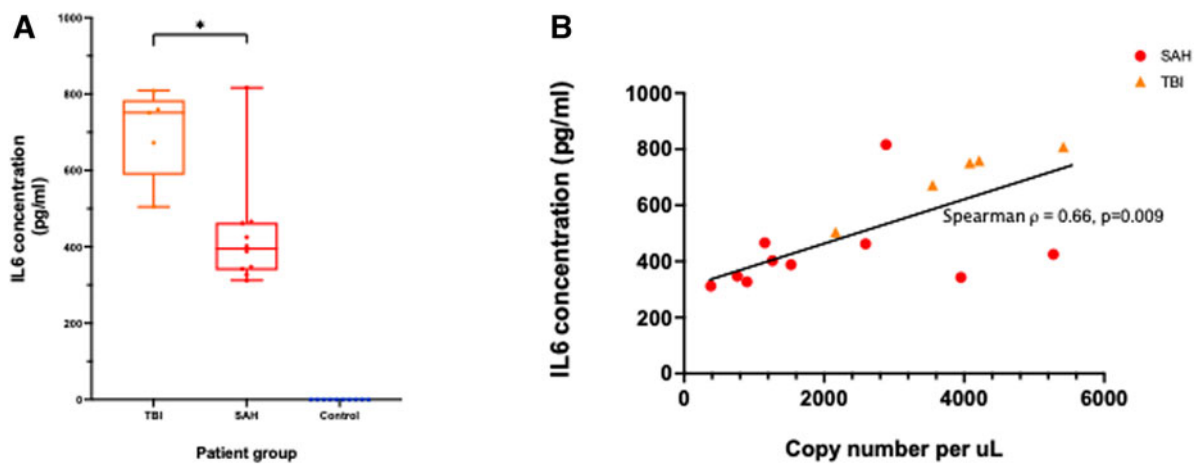 A
1000
800
600
400
200
0
IL6 concentration
(pg/ml)
*
TBI
SAH
Control
Patient group
B
SAH
TBI
1000
800
600
400
200
0
IL6 concentration (pg/ml)
Spearman ρ = 0.66, p=0.009
0
2000
4000
6000
Copy number per uL